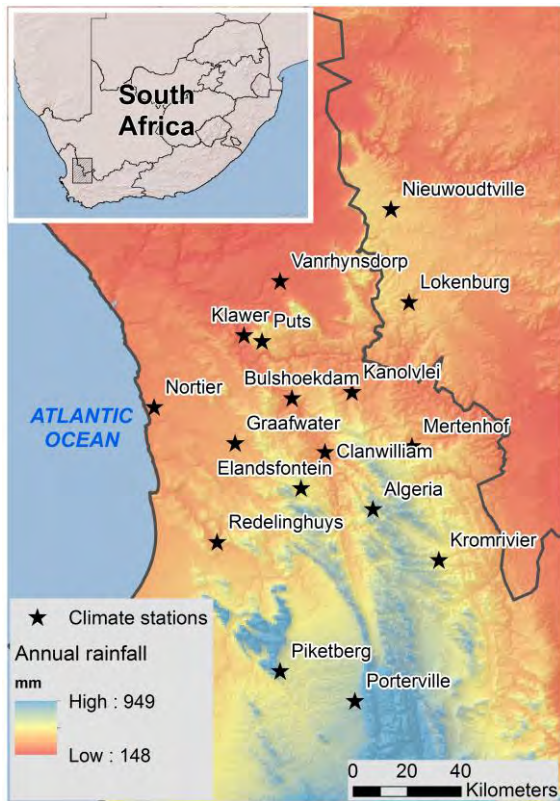 South
Africa
Nieuwoudtville
Vanrhynsdorp
Lokenburg
Klawer
Puts
Kanolvlei
Bulshoekdam
Nortier
ATLANTIC
OCEAN
Graafwater
Mertenhof
Clanwilliam
Elandsfontein
Algeria
Redelinghuys
Kromrivier
Climate stations
Annual rainfall
mm
High : 949
Low : 148
Piketberg
Porterville
0 20 40
Kilometers